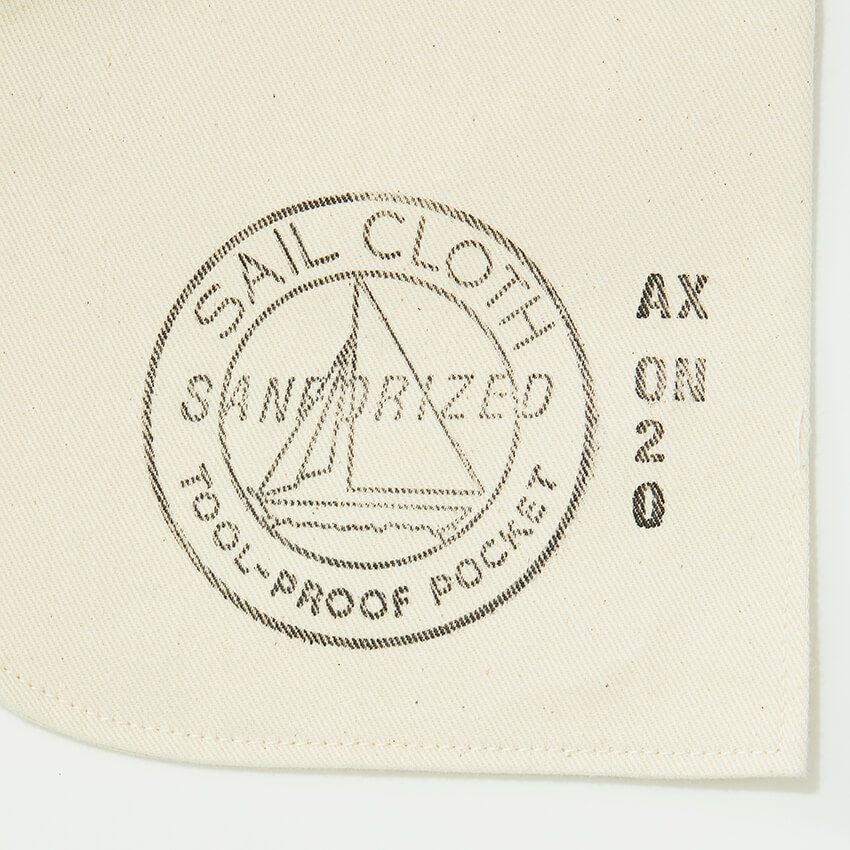 SAIL CLOTH
SANFORIZED
TOOL-PROOF POCKET
AX
ON
2
0